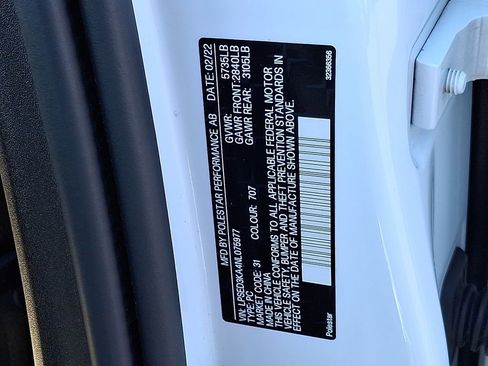 MFD BY POLESTAR PERFORMANCE AB DATE: 02/22
GVWR: 5735LB
GAWR FRONT:2840LB
GAWR REAR: 3105LB
VIN: LPSED3KA4NL075977
TYPE: PC
MARKET CODE: 31 COLOUR: 707
MADE IN CHINA
THIS VEHICLE CONFORMS TO ALL APPLICABLE FEDERAL MOTOR
VEHICLE SAFETY, BUMPER AND THEFT PREVENTION STANDARDS IN
EFFECT ON THE DATE OF MANUFACTURE SHOWN ABOVE.
Polestar 32366356